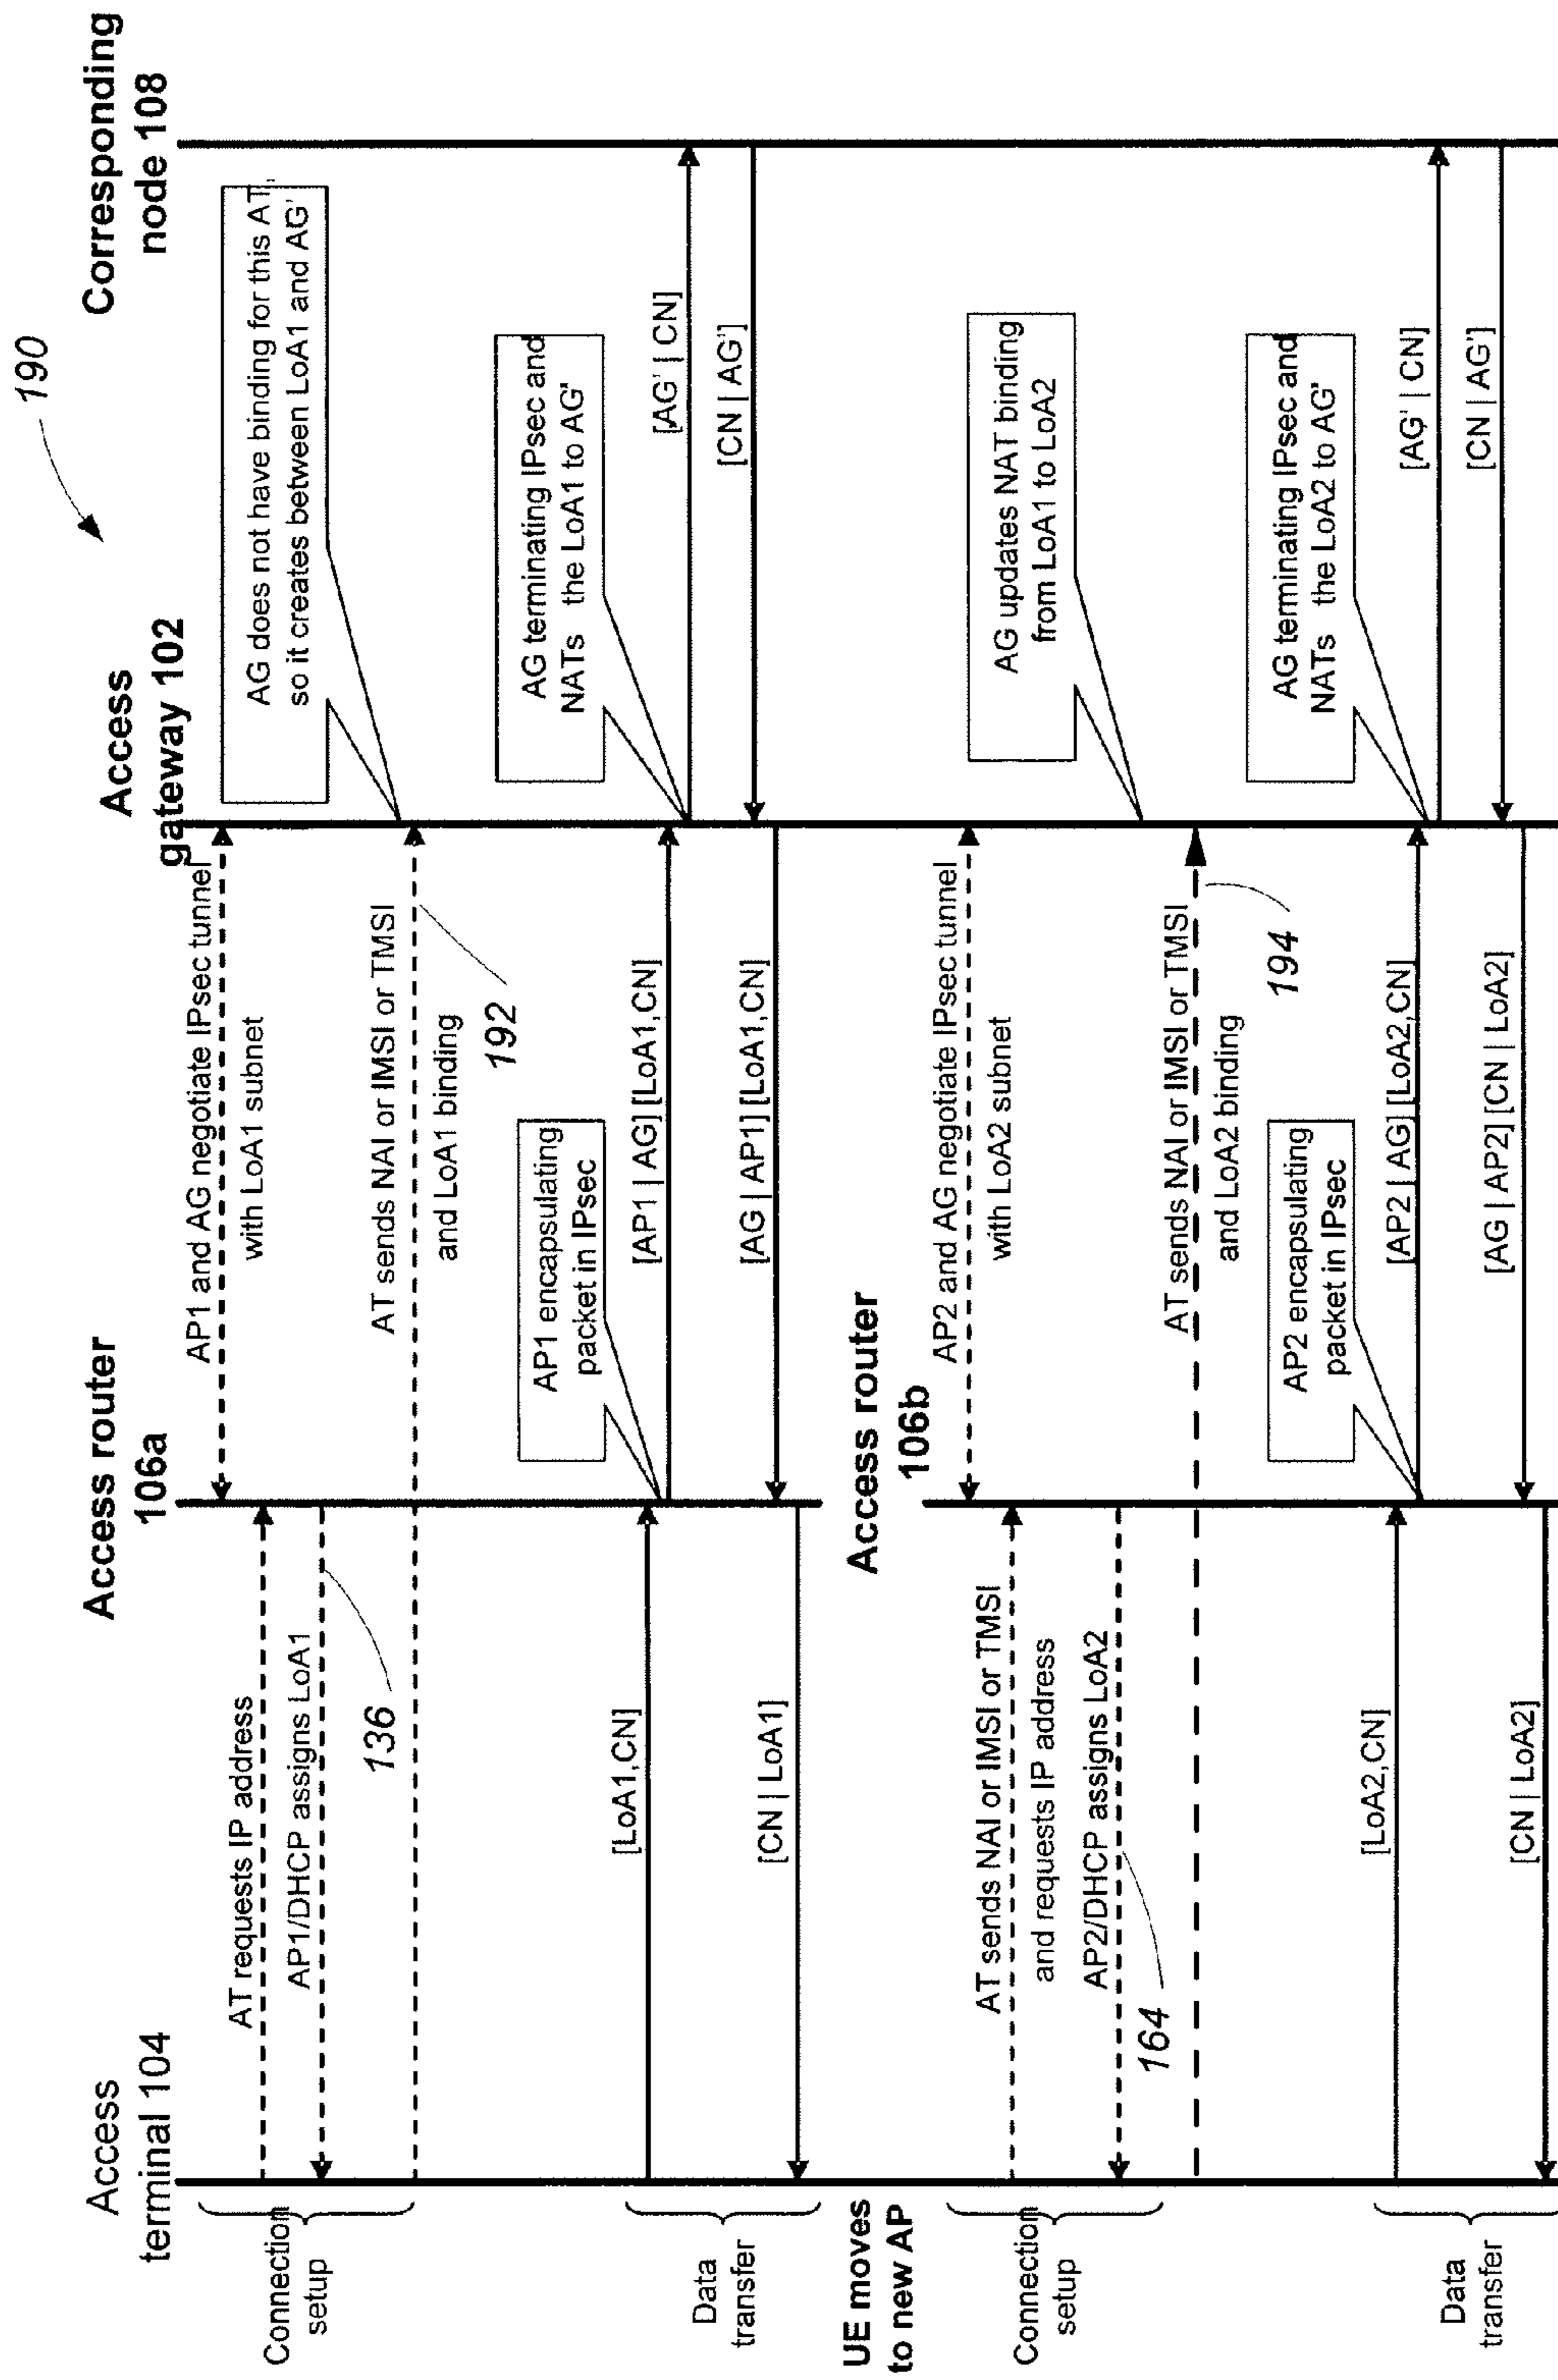 190
Access
terminal 104
Access router
106a
Access
gateway 102
Corresponding
node 108
Connection
setup
AT requests IP address
AP1/DHCP assigns LoA1
136
AP1 and AG negotiate IPsec tunnel
with LoA1 subnet
AT sends NAI or IMSI or TMSI
and LoA1 binding
192
AG does not have binding for this AT,
so it creates between LoA1 and AG'
Data
transfer
[LoA1,CN]
AP1 encapsulating
packet in IPsec
[AP1 | AG] [LoA1,CN]
AG terminating IPsec and
NATs the LoA1 to AG'
[AG' | CN]
[CN | AG']
[AG | AP1] [LoA1,CN]
[CN | LoA1]
UE moves
to new AP
Access router
106b
Connection
setup
AT sends NAI or IMSI or TMSI
and requests IP address
AP2/DHCP assigns LoA2
164
AP2 and AG negotiate IPsec tunnel
with LoA2 subnet
AT sends NAI or IMSI or TMSI
and LoA2 binding
194
AG updates NAT binding
from LoA1 to LoA2
Data
transfer
[LoA2,CN]
AP2 encapsulating
packet in IPsec
[AP2 | AG] [LoA2,CN]
AG terminating IPsec and
NATs the LoA2 to AG'
[AG' | CN]
[CN | AG']
[AG | AP2] [CN | LoA2]
[CN | LoA2]